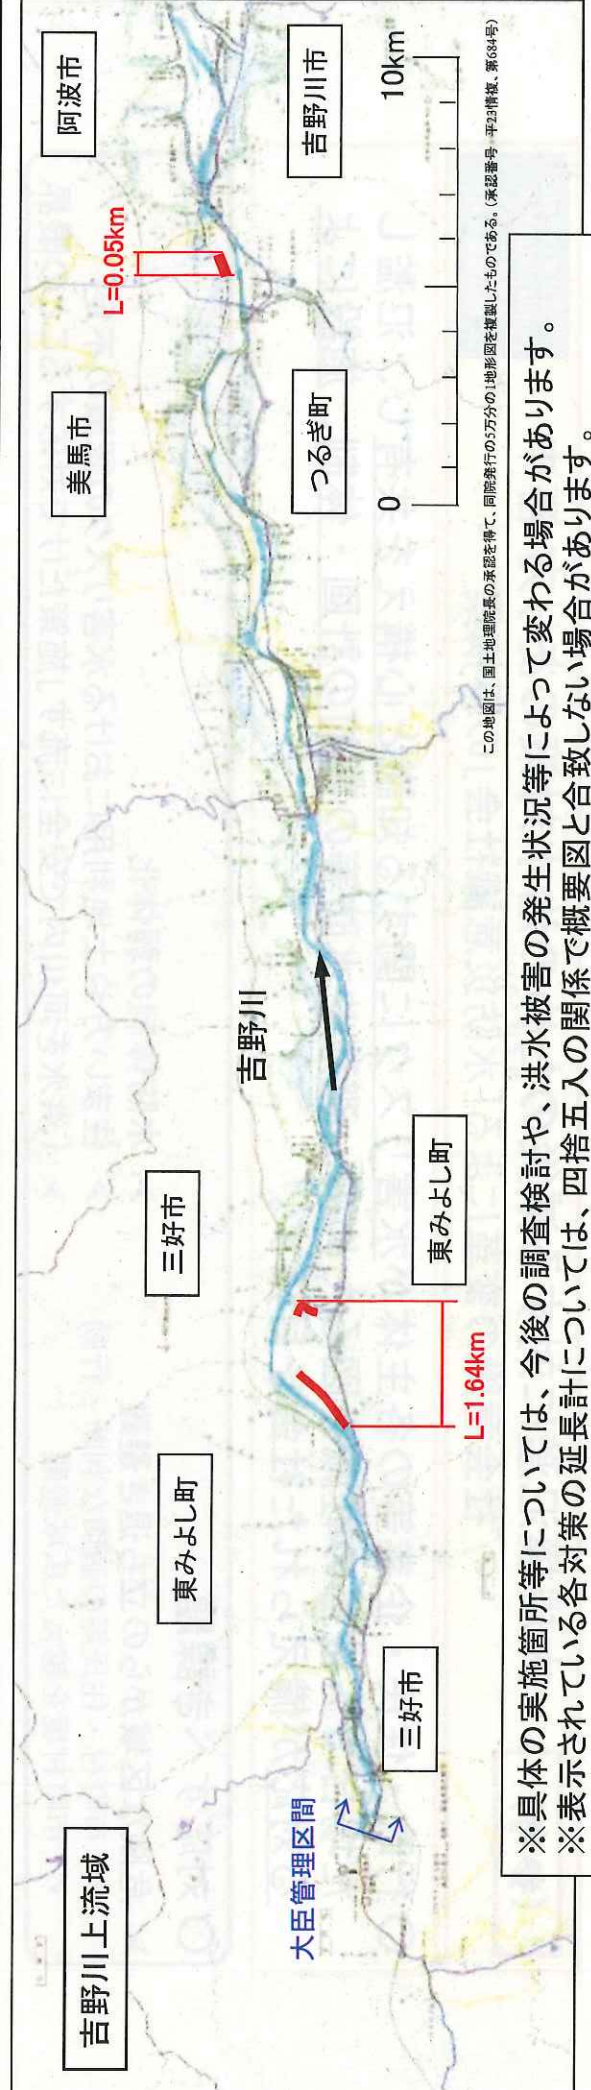 吉野川上流域
大臣管理区間
三好市
東みよし町
L=1.64km
三好市
東みよし町
吉野川
美馬市
つるぎ町
L=0.05km
阿波市
吉野川市
0
10km
この地図は、国土地理院長の承認を得て、同院発行の5万分の1地形図を複製したものである。（承認番号 平23情複、第684号）
※具体の実施箇所等については、今後の調査検討や、洪水被害の発生状況等によって変わる場合があります。
※表示されている各対策の延長計については、四捨五入の関係で概要図と合致しない場合があります。